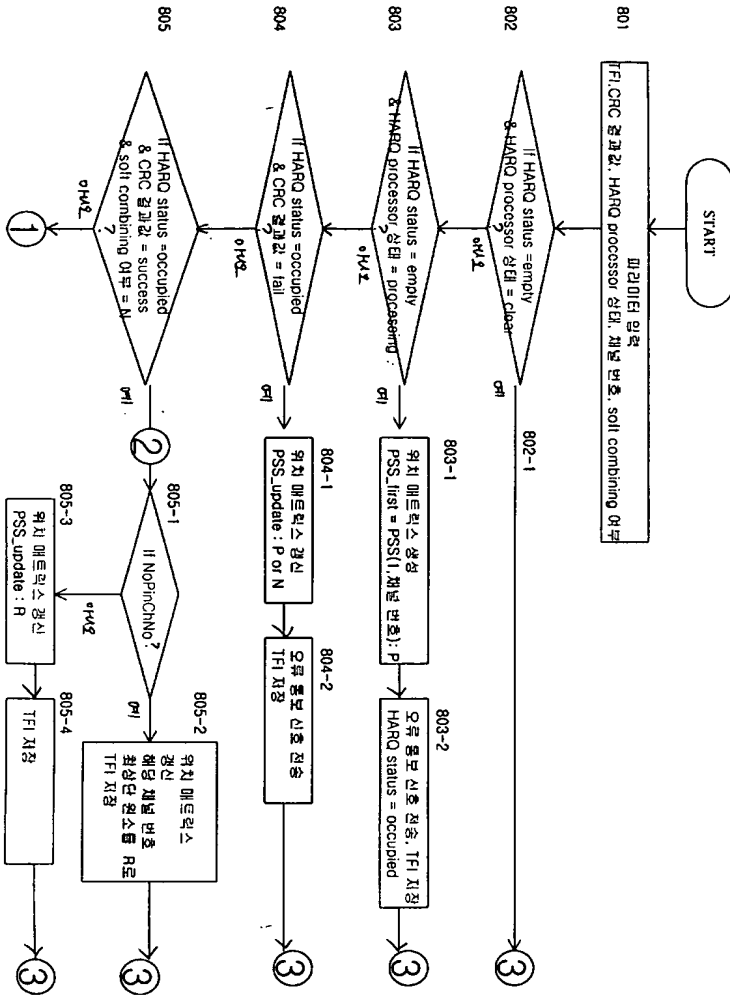 START
801
파라미터 입력
TFI,CRC 결과값, HARQ processor 상태, 채널 번호, soft combining 여부
802
If HARQ status =empty
& HARQ processor 상태 = clear
?
예
아니오
802-1
③
803
If HARQ status = empty
& HARQ processor 상태 = processing :
?
예
아니오
803-1
위치 매트릭스 생성
PSS_first = PSS(1,채널 번호): P
803-2
오류 통보 신호 전송, TFI 저장
HARQ status = occupied
③
804
If HARQ status =occupied
& CRC 결과값 = fail
?
예
아니오
804-1
위치 매트릭스 갱신
PSS_update : P or N
804-2
오류 통보 신호 전송
TFI 저장
③
805
If HARQ status =occupied
& CRC 결과값 = success
& soft combining 여부 = N
?
예
아니오
①
②
805-1
If NoPinChNo?
예
아니오
805-2
위치 매트릭스
갱신
해당 채널 번호
최상단 원소를 R로
TFI 저장
③
805-3
위치 매트릭스 갱신
PSS_update : R
805-4
TFI 저장
③